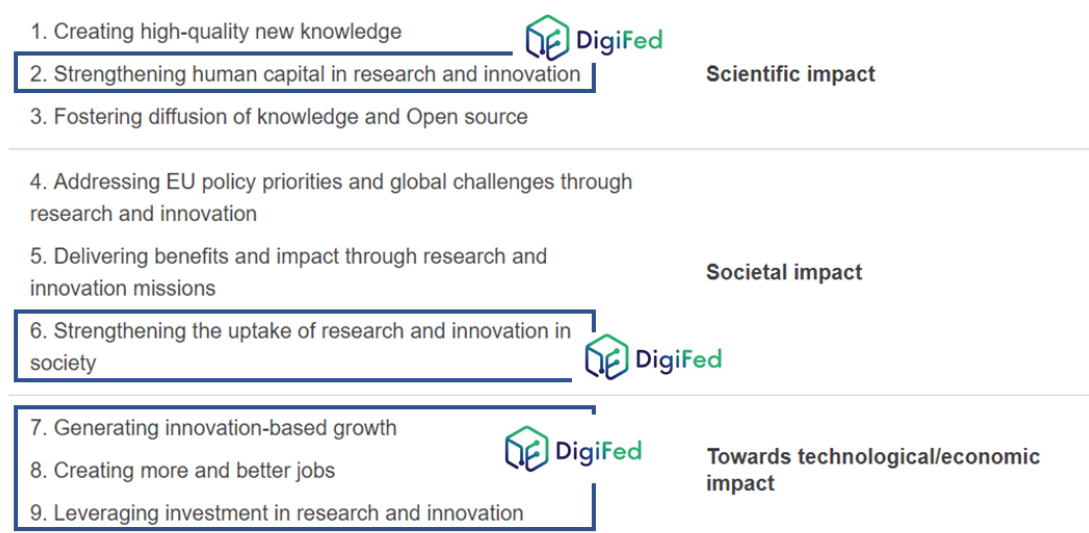 1. Creating high-quality new knowledge
DigiFed
2. Strengthening human capital in research and innovation
Scientific impact
3. Fostering diffusion of knowledge and Open source
4. Addressing EU policy priorities and global challenges through
research and innovation
5. Delivering benefits and impact through research and
innovation missions
Societal impact
6. Strengthening the uptake of research and innovation in
society
DigiFed
7. Generating innovation-based growth
DigiFed
8. Creating more and better jobs
9. Leveraging investment in research and innovation
Towards technological/economic
impact